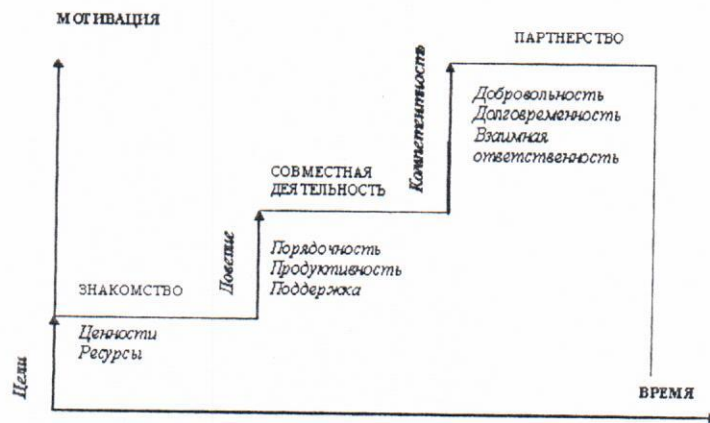 МОТИВАЦИЯ
ПАРТНЕРСТВО
Компетентность
Добровольность
Долговременность
Взаимная
ответственность
СОВМЕСТНАЯ
ДЕЯТЕЛЬНОСТЬ
Доверие
Порядочность
Продуктивность
Поддержка
ЗНАКОМСТВО
Ценности
Ресурсы
Цели
ВРЕМЯ